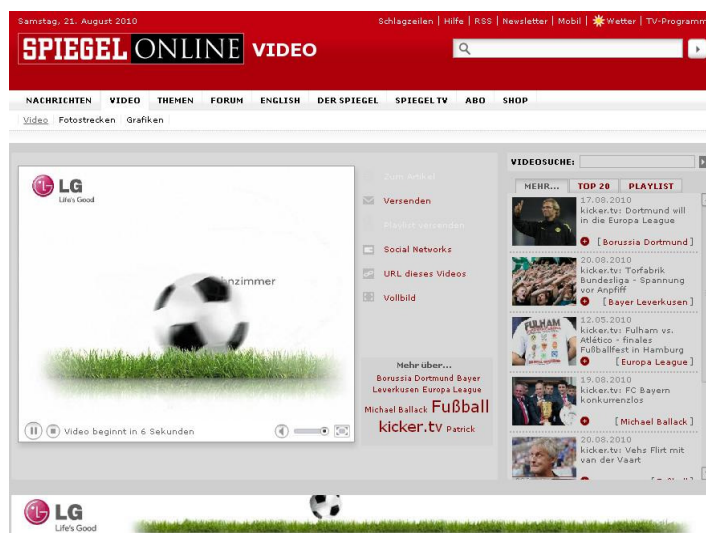 Samstag, 21. August 2010
Schlagzeilen | Hilfe | RSS | Newsletter | Mobil | Wetter | TV-Programm
SPIEGEL ONLINE VIDEO
NACHRICHTEN VIDEO THEMEN FORUM ENGLISH DER SPIEGEL SPIEGEL TV ABO SHOP
Video Fotostrecken Grafiken
LG
Life's Good
nzimmer
Video beginnt in 6 Sekunden
Zum Artikel
Versenden
Playlist versenden
Social Networks
URL dieses Videos
Vollbild
Mehr über...
Borussia Dortmund Bayer
Leverkusen Europa League
Michael Ballack Fußball
kicker.tv Patrick
VIDEOSUCHE:
MEHR... TOP 20 PLAYLIST
17.08.2010
kicker.tv: Dortmund will
in die Europa League
[ Borussia Dortmund ]
20.08.2010
kicker.tv: Torfabrik
Bundesliga - Spannung
vor Anpfiff
[ Bayer Leverkusen ]
FULHAM
12.05.2010
kicker.tv: Fulham vs.
Atlético - finales
Fußballfest in Hamburg
[ Europa League ]
19.08.2010
kicker.tv: FC Bayern
konkurrenzlos
[ Michael Ballack ]
20.08.2010
kicker.tv: Vehs Flirt mit
van der Vaart
LG
Life's Good